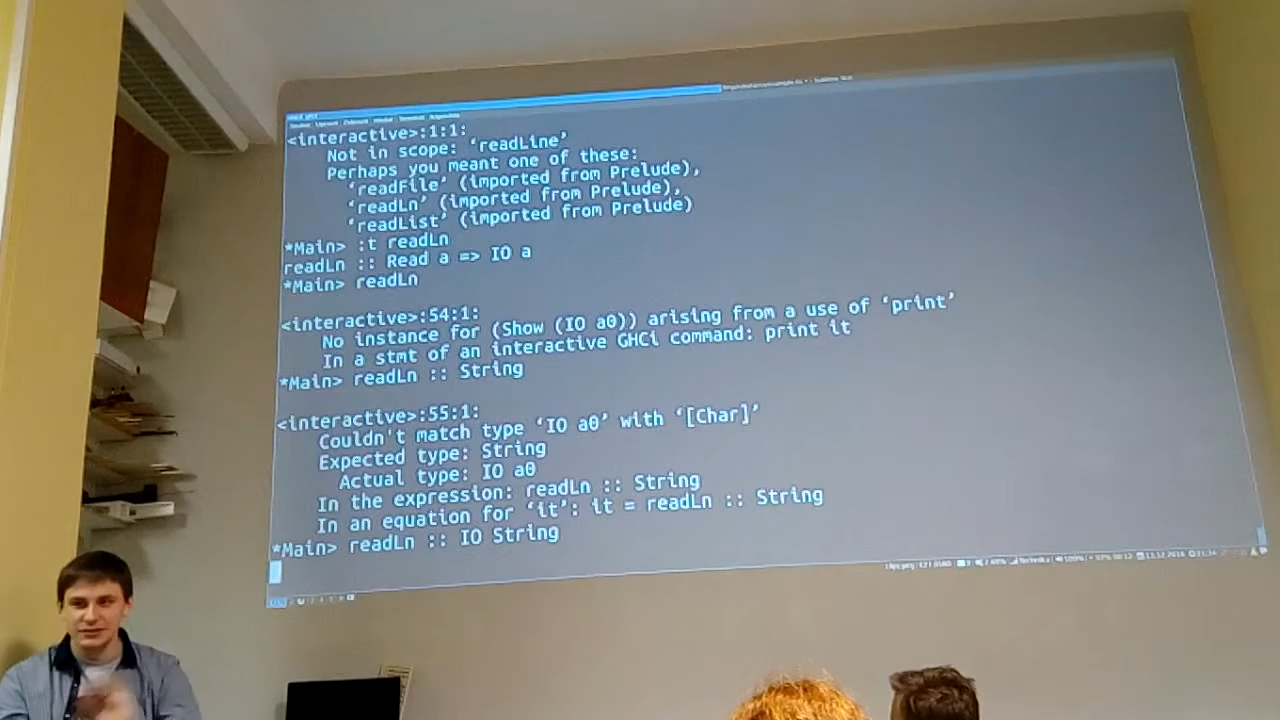 <interactive>:1:1:
Not in scope: ‘readLine’
Perhaps you meant one of these:
‘readFile’ (imported from Prelude),
‘readLn’ (imported from Prelude),
‘readList’ (imported from Prelude)
*Main> :t readLn
readLn :: Read a => IO a
*Main> readLn
<interactive>:54:1:
No instance for (Show (IO a0)) arising from a use of ‘print’
In a stmt of an interactive GHCi command: print it
*Main> readLn :: String
<interactive>:55:1:
Couldn't match type ‘IO a0’ with ‘[Char]’
Expected type: String
Actual type: IO a0
In the expression: readLn :: String
In an equation for ‘it’: it = readLn :: String
*Main> readLn :: IO String